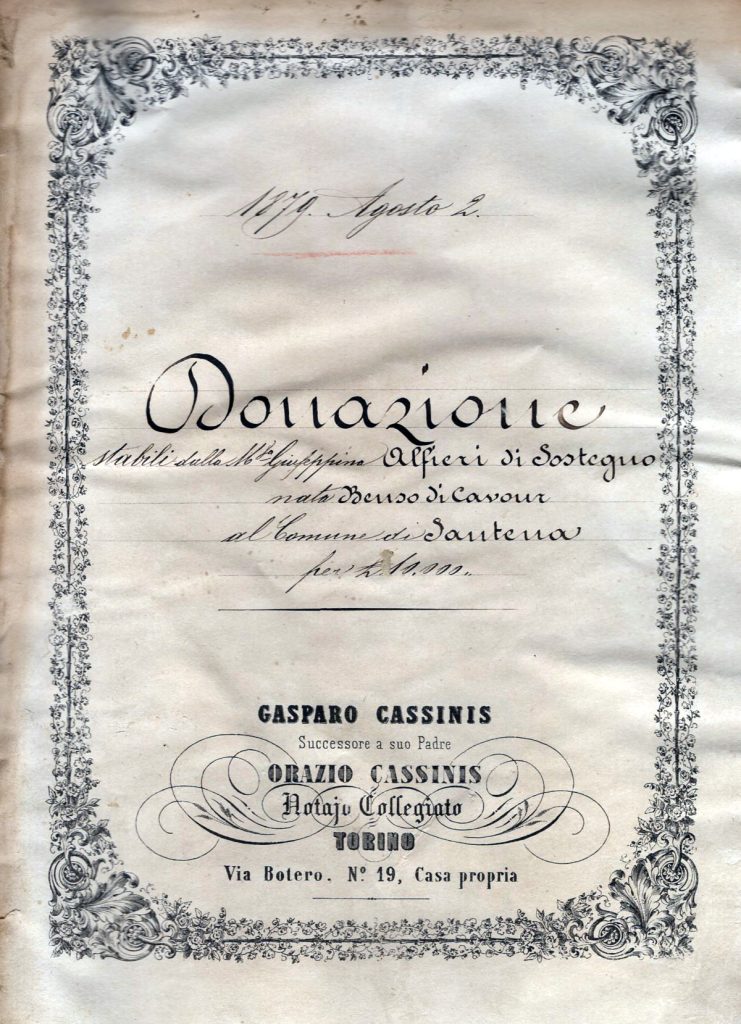 1879. Agosto 2.
Donazione
stabili dalla M.sa Giuseppina Alfieri di Sostegno
nata Benso di Cavour
al Comune di Santena
per £ 10.000.
GASPARO CASSINIS
Successore a suo Padre
ORAZIO CASSINIS
Notajo Collegiato
TORINO
Via Botero. N.º 19, Casa propria